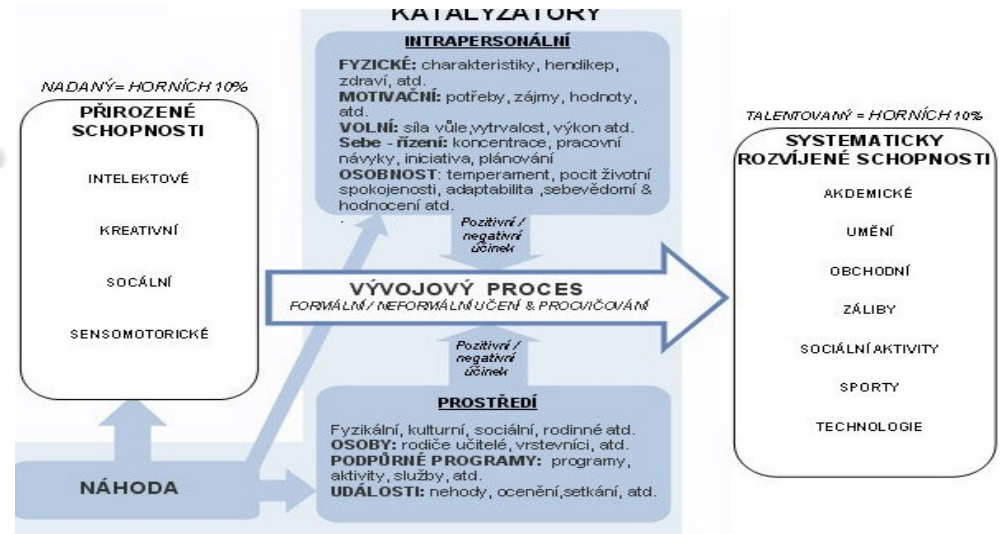 KATALYZÁTORY
INTRAPERSONÁLNÍ
FYZICKÉ: charakteristiky, hendikep,
zdraví, atd.
MOTIVAČNÍ: potřeby, zájmy, hodnoty,
atd.
VOLNÍ: síla vůle,vytrvalost, výkon atd.
Sebe - řízení: koncentrace, pracovní
návyky, iniciativa, plánování
OSOBNOST: temperament, pocit životní
spokojenosti, adaptabilita ,sebevědomí &
hodnocení atd.
.
NADANÝ= HORNÍCH 10%
PŘIROZENÉ
SCHOPNOSTI
INTELEKTOVÉ
KREATIVNÍ
SOCÁLNÍ
SENSOMOTORICKÉ
Pozitivní /
negativní
účinek
VÝVOJOVÝ PROCES
FORMÁLNÍ / NEFORMÁLNÍ UČENÍ & PROCVIČOVÁNÍ
Pozitivní /
negativní
účinek
PROSTŘEDÍ
Fyzikální, kulturní, sociální, rodinné atd.
OSOBY: rodiče učitelé, vrstevníci, atd.
PODPŮRNÉ PROGRAMY: programy,
aktivity, služby, atd.
UDÁLOSTI: nehody, ocenění,setkání, atd.
NÁHODA
TALENTOVANÝ = HORNÍCH 10%
SYSTEMATICKY
ROZVÍJENÉ SCHOPNOSTI
AKDEMICKÉ
UMĚNÍ
OBCHODNÍ
ZÁLIBY
SOCIÁLNÍ AKTIVITY
SPORTY
TECHNOLOGIE